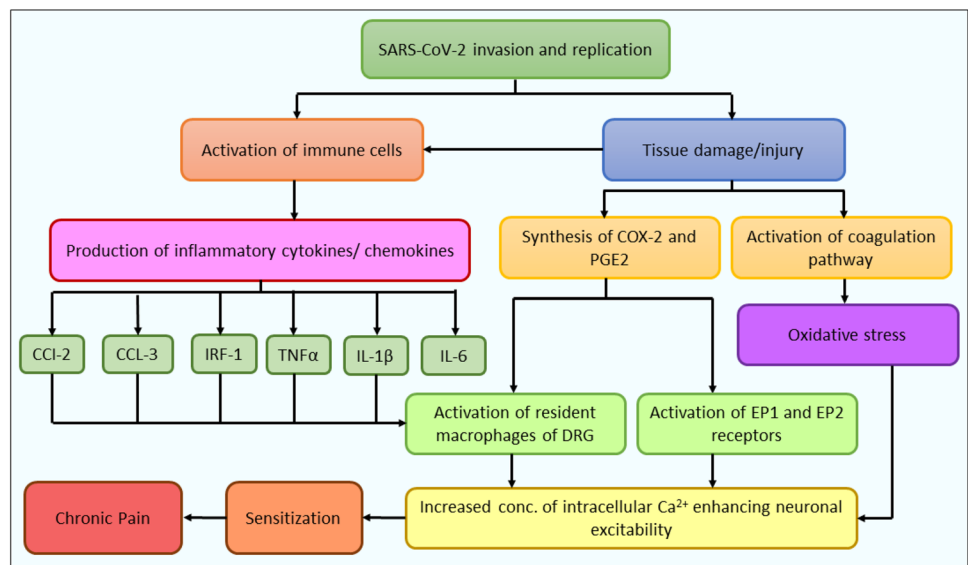 SARS-CoV-2 invasion and replication
Activation of immune cells
Tissue damage/injury
Production of inflammatory cytokines/ chemokines
Synthesis of COX-2 and
PGE2
Activation of coagulation
pathway
Oxidative stress
CCI-2
CCL-3
IRF-1
TNFα
IL-1β
IL-6
Activation of resident
macrophages of DRG
Activation of EP1 and EP2
receptors
Increased conc. of intracellular Ca²⁺ enhancing neuronal
excitability
Sensitization
Chronic Pain